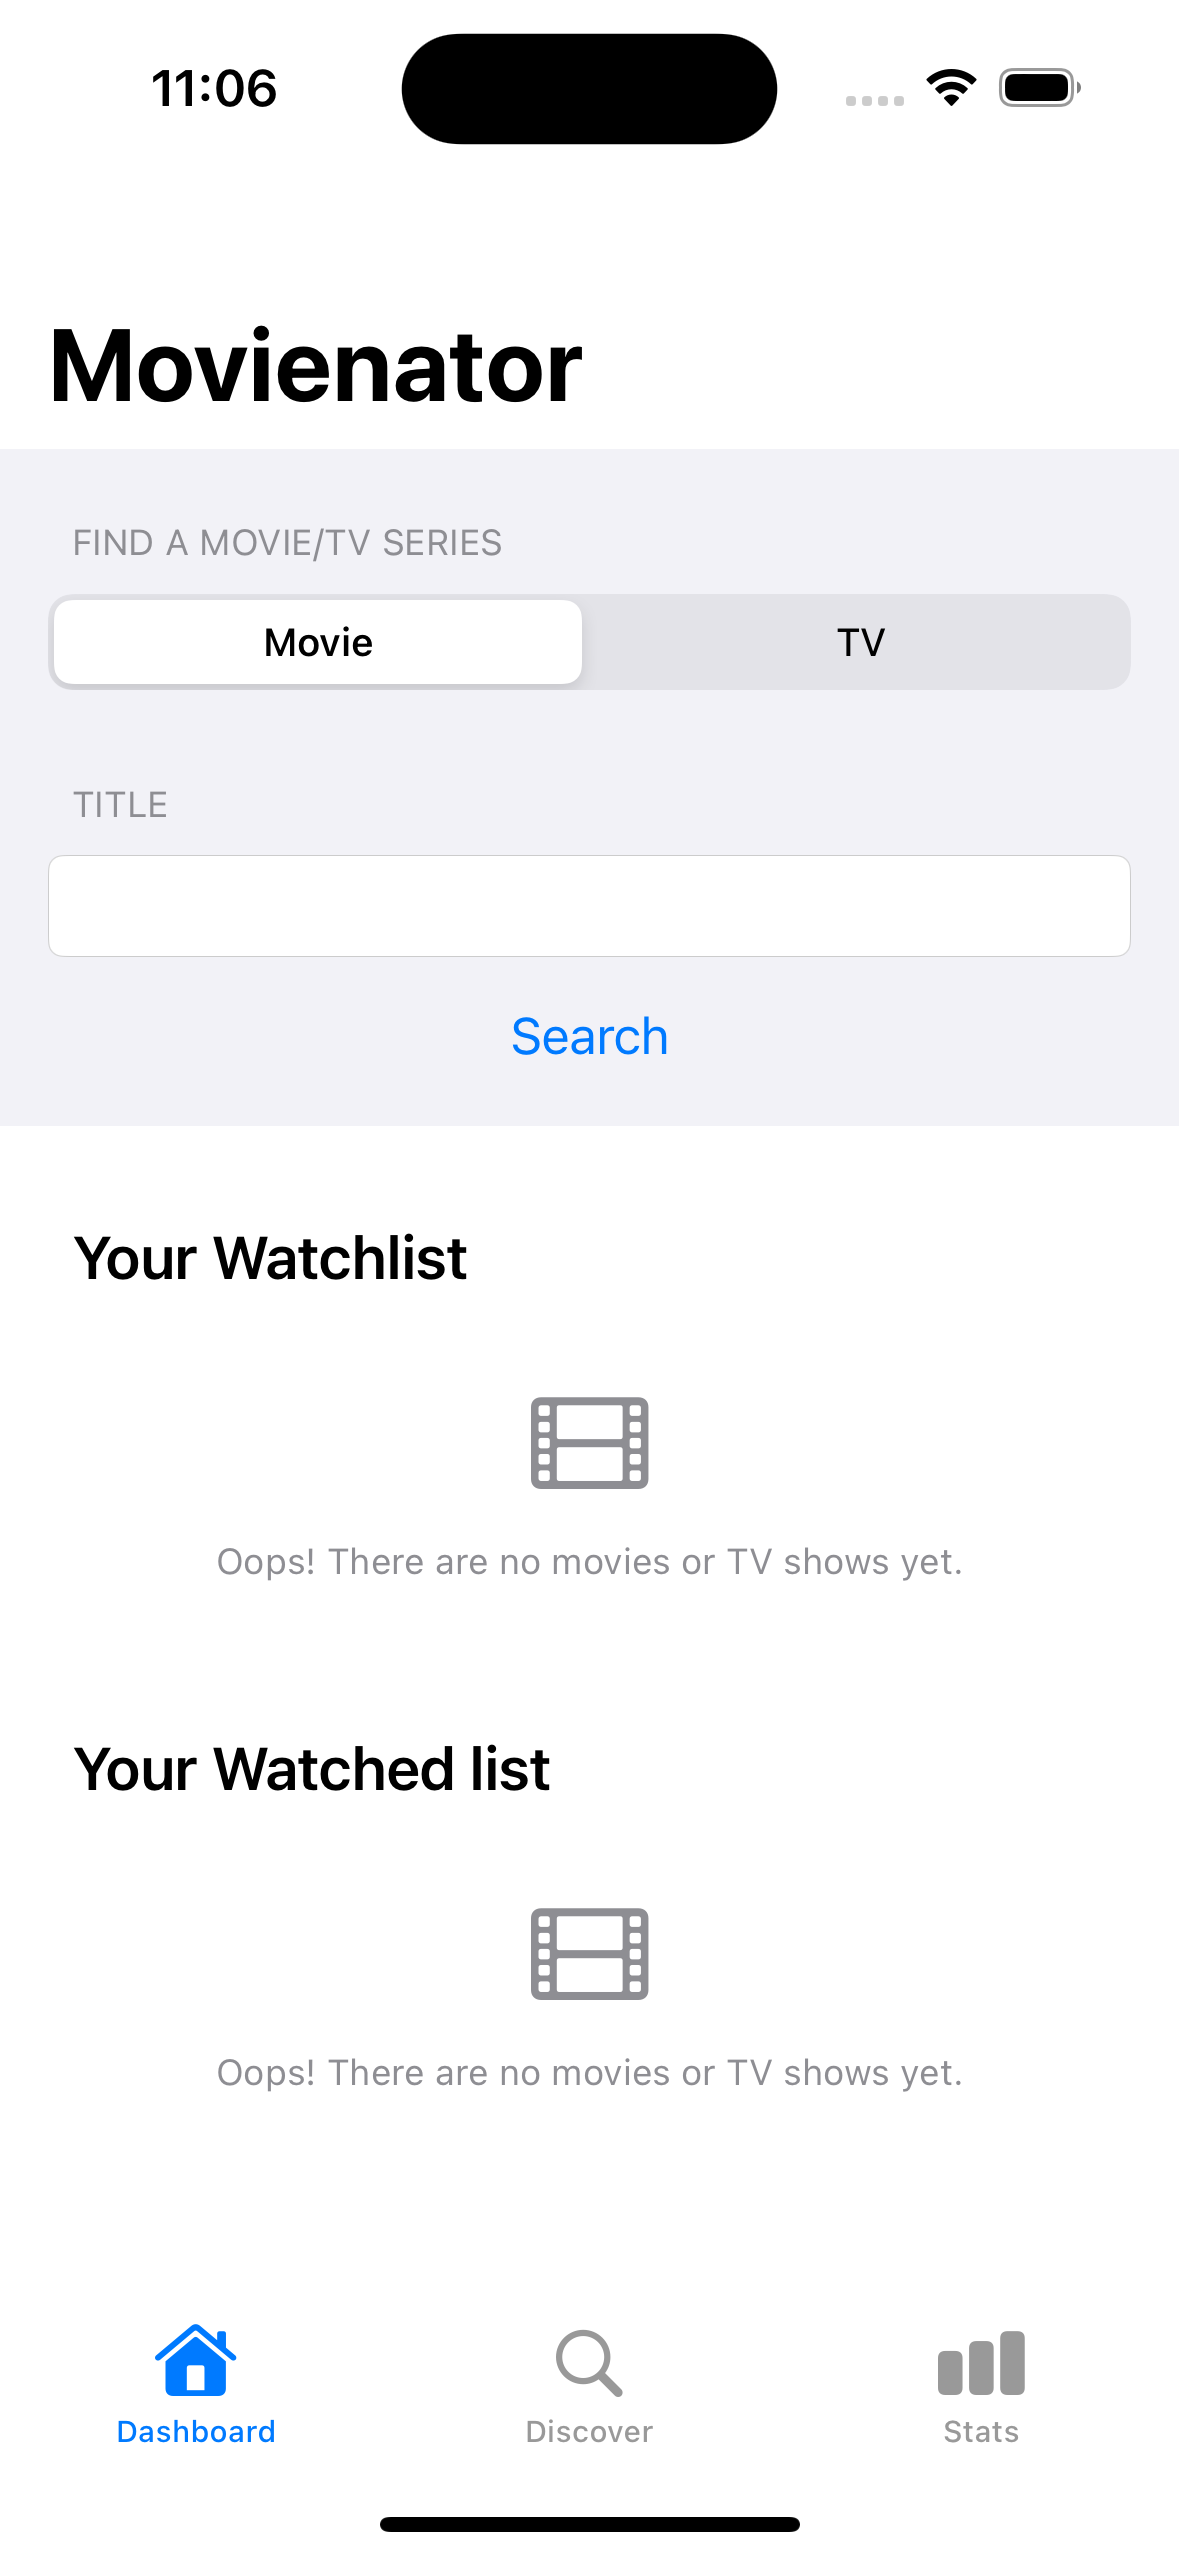 11:06
Movienator
FIND A MOVIE/TV SERIES
Movie
TV
TITLE
Search
Your Watchlist
Oops! There are no movies or TV shows yet.
Your Watched list
Oops! There are no movies or TV shows yet.
Dashboard
Discover
Stats